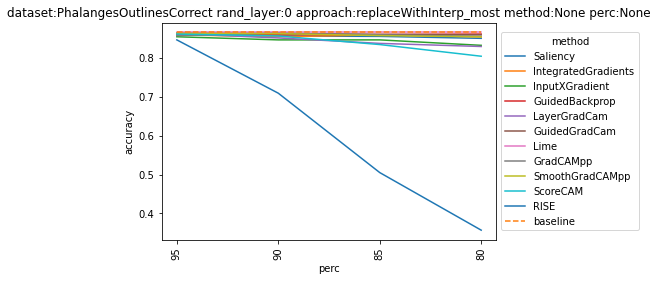 dataset:PhalangesOutlinesCorrect rand_layer:0 approach:replaceWithInterp_most method:None perc:None
accuracy
0.8
0.7
0.6
0.5
0.4
95
90
85
80
perc
method
Saliency
IntegratedGradients
InputXGradient
GuidedBackprop
LayerGradCam
GuidedGradCam
Lime
GradCAMpp
SmoothGradCAMpp
ScoreCAM
RISE
baseline